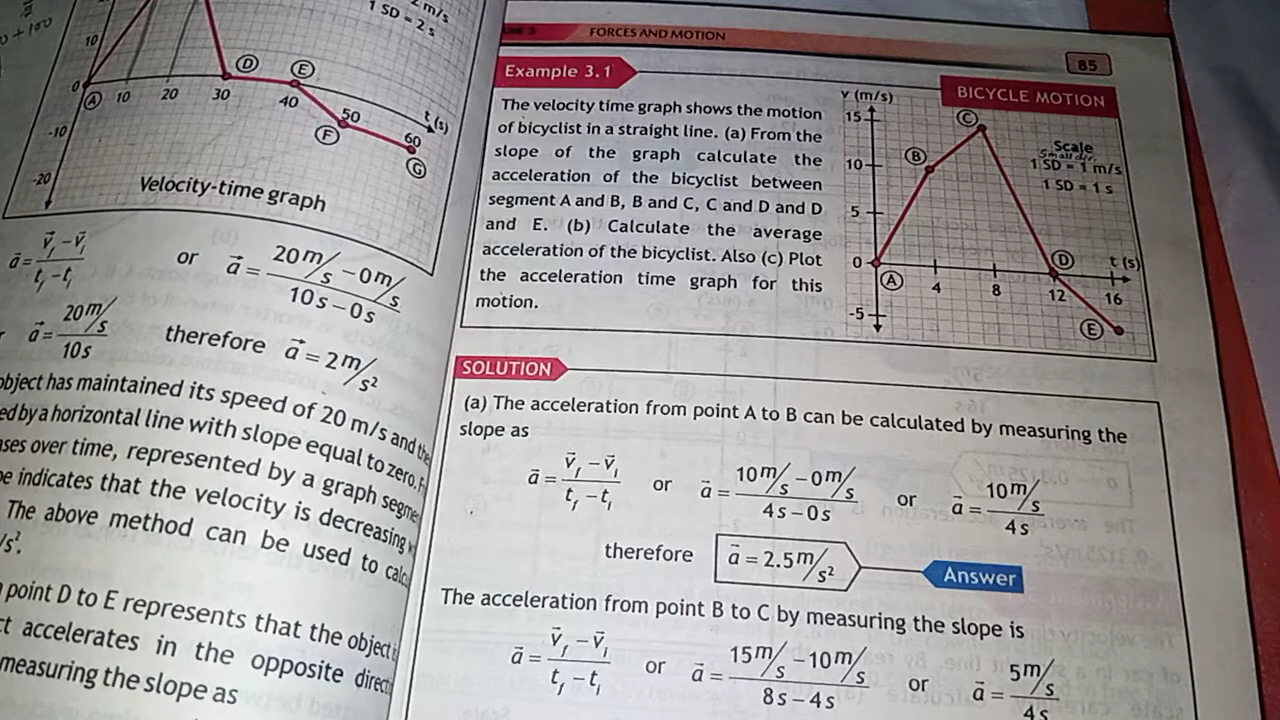 0+100
2 m/s
1 SD = 2 s
10
0
A
10
20
30
D
E
40
50
60
t (s)
F
G
-10
-20
Velocity-time graph
a⃗ = (v⃗f - v⃗i)/(tf - ti) or a⃗ = (20 m/s - 0 m/s)/(10 s - 0 s)
a⃗ = (20 m/s)/(10 s) therefore a⃗ = 2 m/s²
object has maintained its speed of 20 m/s and the
by a horizontal line with slope equal to zero.
over time, represented by a graph
indicates that the velocity is decreasing
The above method can be used to
/s².
point D to E represents that the object
accelerates in the opposite
measuring the slope as
FORCES AND MOTION
85
Example 3.1
The velocity time graph shows the motion
of bicyclist in a straight line. (a) From the
slope of the graph calculate the
acceleration of the bicyclist between
segment A and B, B and C, C and D and D
and E. (b) Calculate the average
acceleration of the bicyclist. Also (c) Plot
the acceleration time graph for this
motion.
BICYCLE MOTION
v (m/s)
15
10
5
0
-5
A
B
C
D
E
4
8
12
16
t (s)
Scale
Small div.
1 SD = 1 m/s
1 SD = 1 s
SOLUTION
(a) The acceleration from point A to B can be calculated by measuring the
slope as
a⃗ = (v⃗f - v⃗i)/(tf - ti) or a⃗ = (10 m/s - 0 m/s)/(4 s - 0 s) or a⃗ = (10 m/s)/(4 s)
therefore a⃗ = 2.5 m/s² Answer
The acceleration from point B to C by measuring the slope is
a⃗ = (v⃗f - v⃗i)/(tf - ti) or a⃗ = (15 m/s - 10 m/s)/(8 s - 4 s) or a⃗ = (5 m/s)/(4 s)